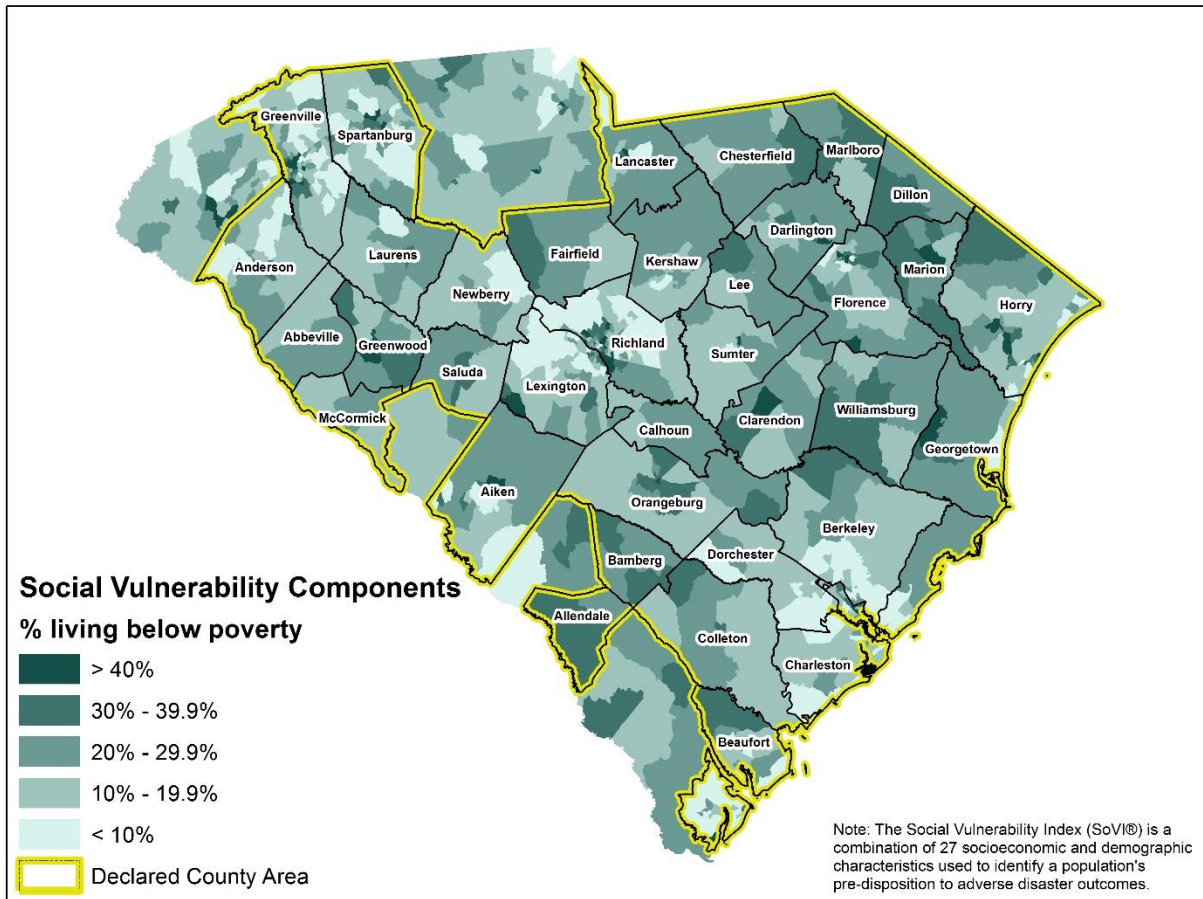 Greenville
Spartanburg
Lancaster
Chesterfield
Marlboro
Dillon
Darlington
Laurens
Fairfield
Kershaw
Anderson
Marion
Lee
Newberry
Florence
Horry
Abbeville
Greenwood
Richland
Sumter
Saluda
Lexington
McCormick
Clarendon
Williamsburg
Calhoun
Georgetown
Aiken
Orangeburg
Berkeley
Bamberg
Dorchester
Allendale
Colleton
Charleston
Beaufort
Social Vulnerability Components
% living below poverty
> 40%
30% - 39.9%
20% - 29.9%
10% - 19.9%
< 10%
Declared County Area
Note: The Social Vulnerability Index (SoVI®) is a
combination of 27 socioeconomic and demographic
characteristics used to identify a population's
pre-disposition to adverse disaster outcomes.